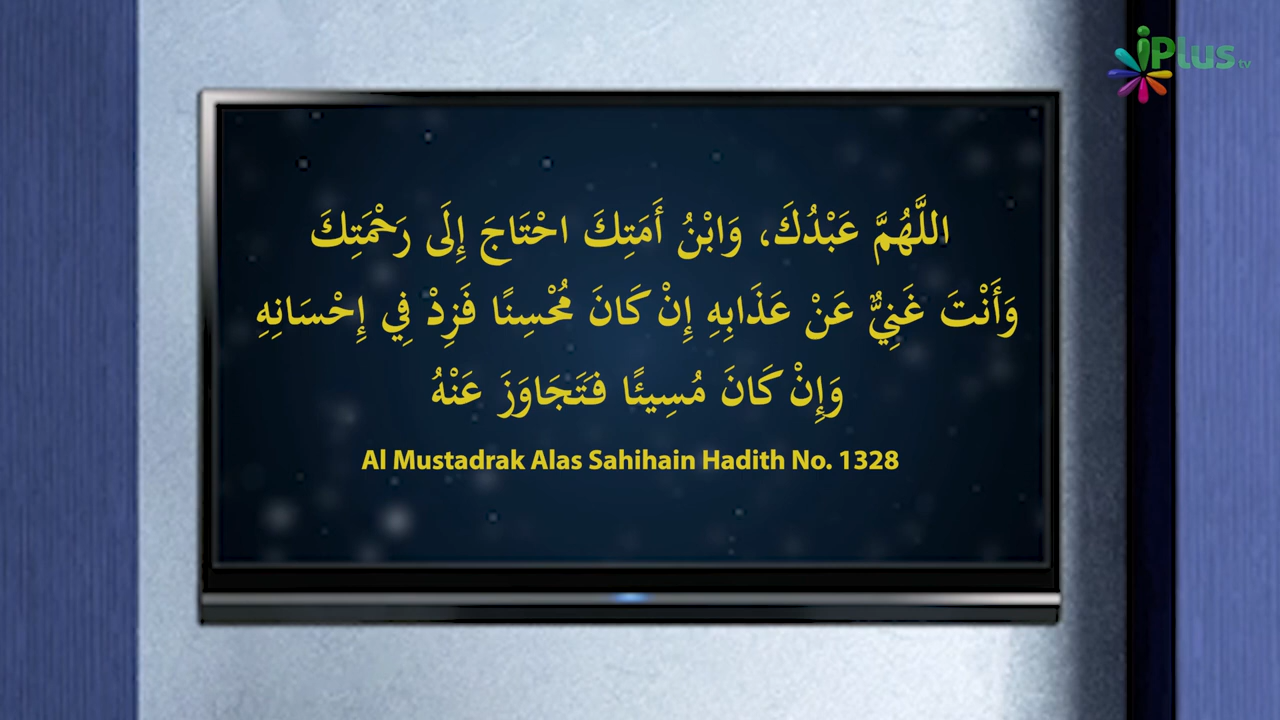 iPlus tv
اللَّهُمَّ عَبْدُكَ، وَابْنُ أَمَتِكَ احْتَاجَ إِلَى رَحْمَتِكَ
وَأَنْتَ غَنِيٌّ عَنْ عَذَابِهِ إِنْ كَانَ مُحْسِنًا فَزِدْ فِي إِحْسَانِهِ
وَإِنْ كَانَ مُسِيئًا فَتَجَاوَزَ عَنْهُ
Al Mustadrak Alas Sahihain Hadith No. 1328